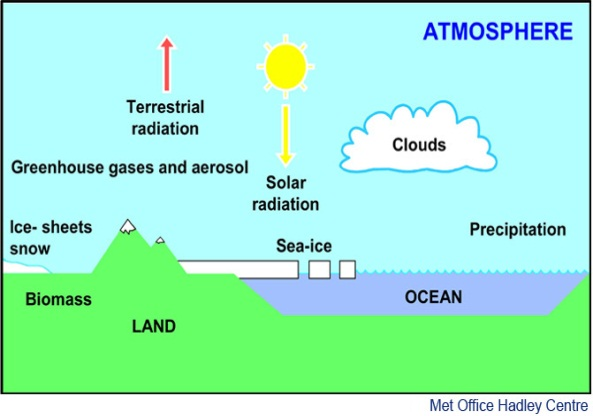 ATMOSPHERE
Terrestrial
radiation
Clouds
Greenhouse gases and aerosol
Solar
radiation
Ice- sheets
snow
Precipitation
Sea-ice
Biomass
OCEAN
LAND
Met Office Hadley Centre